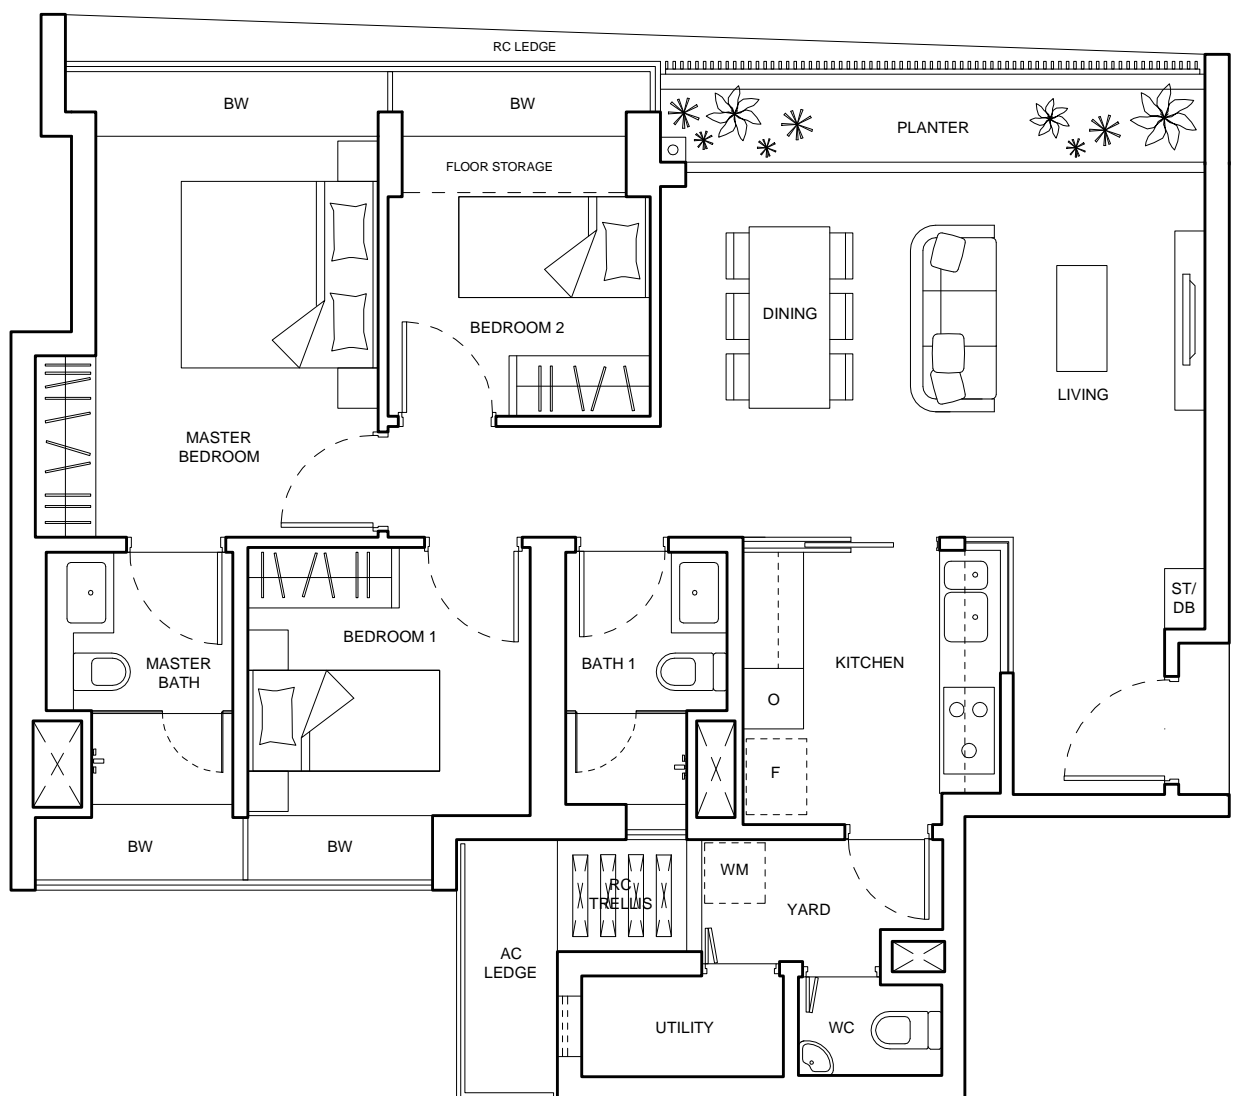 RC LEDGE
BW
BW
PLANTER
FLOOR STORAGE
DINING
BEDROOM 2
LIVING
MASTER
BEDROOM
ST/
DB
BEDROOM 1
MASTER
BATH
BATH 1
KITCHEN
O
F
BW
BW
WM
RC
TRELLIS
YARD
AC
LEDGE
UTILITY
WC